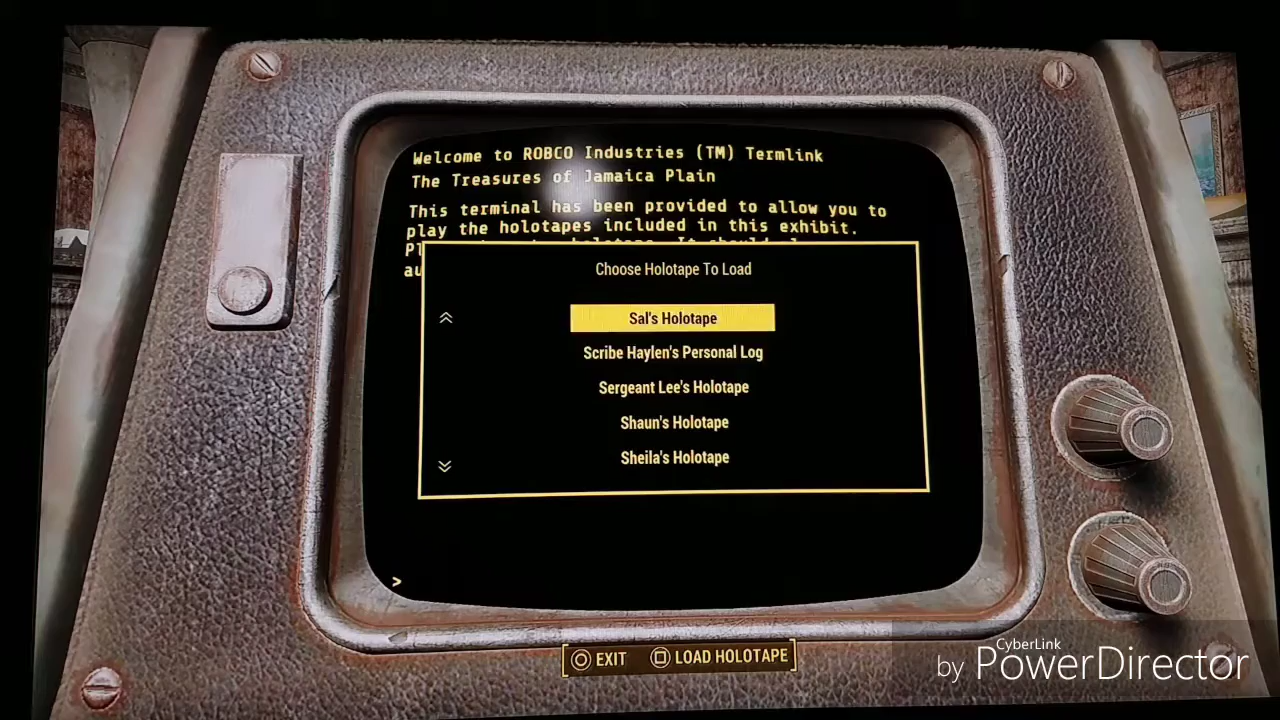 Welcome to ROBCO Industries (TM) Termlink
The Treasures of Jamaica Plain
This terminal has been provided to allow you to
play the holotapes included in this exhibit.
Choose Holotape To Load
Sal's Holotape
Scribe Haylen's Personal Log
Sergeant Lee's Holotape
Shaun's Holotape
Sheila's Holotape
>
EXIT LOAD HOLOTAPE
CyberLink
by PowerDirector